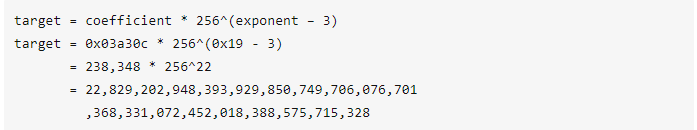 target = coefficient * 256^(exponent – 3)
target = 0x03a30c * 256^(0x19 - 3)
= 238,348 * 256^22
= 22,829,202,948,393,929,850,749,706,076,701
,368,331,072,452,018,388,575,715,328